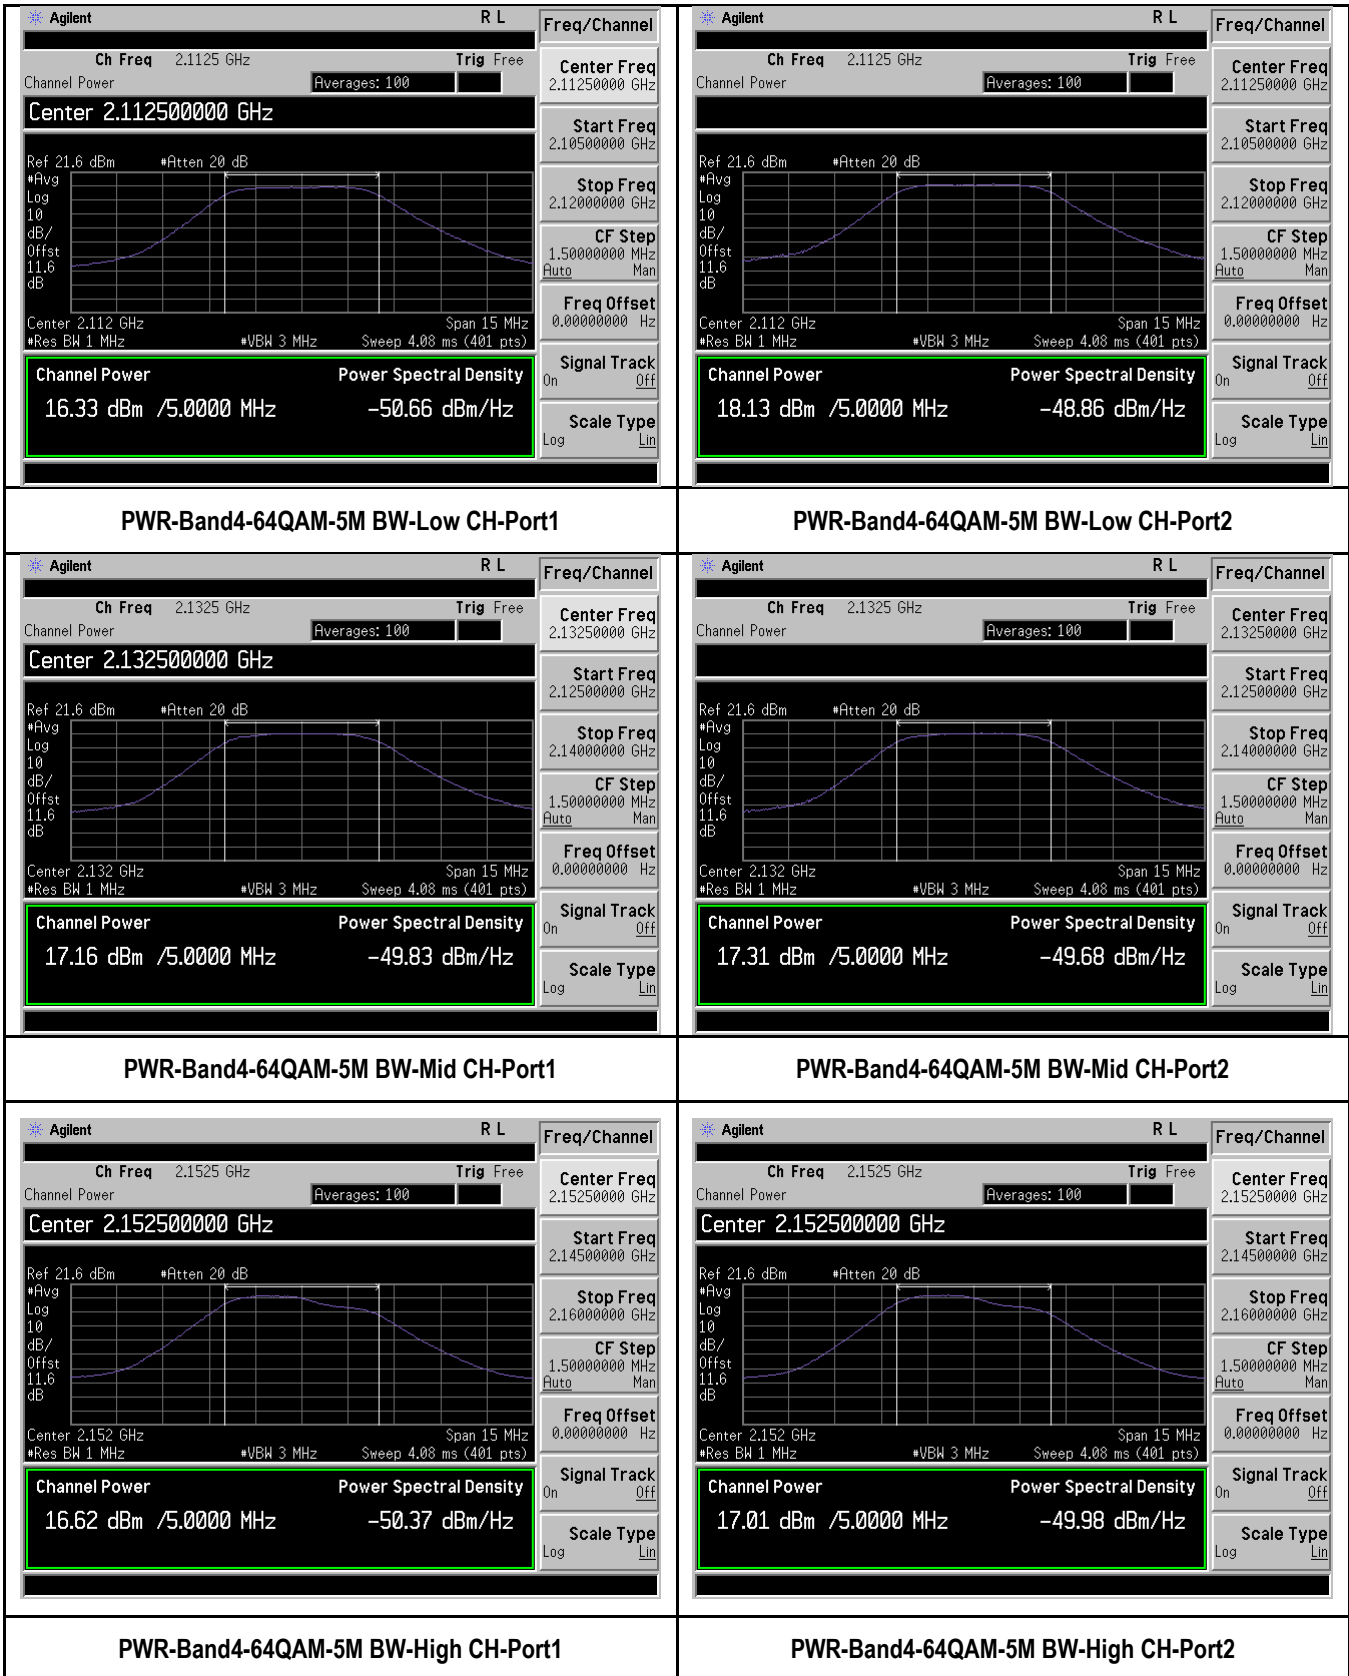 Agilent R L Freq/Channel
Ch Freq 2.1125 GHz Trig Free
Channel Power Averages: 100
Center 2.112500000 GHz
Ref 21.6 dBm #Atten 20 dB
#Avg
Log
10
dB/
Offst
11.6
dB
Center 2.112 GHz Span 15 MHz
#Res BW 1 MHz #VBW 3 MHz Sweep 4.08 ms (401 pts)
Channel Power Power Spectral Density
16.33 dBm /5.0000 MHz -50.66 dBm/Hz
Center Freq
2.11250000 GHz
Start Freq
2.10500000 GHz
Stop Freq
2.12000000 GHz
CF Step
1.50000000 MHz
Auto Man
Freq Offset
0.00000000 Hz
Signal Track
On Off
Scale Type
Log Lin
PWR-Band4-64QAM-5M BW-Low CH-Port1
Agilent R L Freq/Channel
Ch Freq 2.1125 GHz Trig Free
Channel Power Averages: 100
Ref 21.6 dBm #Atten 20 dB
#Avg
Log
10
dB/
Offst
11.6
dB
Center 2.112 GHz Span 15 MHz
#Res BW 1 MHz #VBW 3 MHz Sweep 4.08 ms (401 pts)
Channel Power Power Spectral Density
18.13 dBm /5.0000 MHz -48.86 dBm/Hz
Center Freq
2.11250000 GHz
Start Freq
2.10500000 GHz
Stop Freq
2.12000000 GHz
CF Step
1.50000000 MHz
Auto Man
Freq Offset
0.00000000 Hz
Signal Track
On Off
Scale Type
Log Lin
PWR-Band4-64QAM-5M BW-Low CH-Port2
Agilent R L Freq/Channel
Ch Freq 2.1325 GHz Trig Free
Channel Power Averages: 100
Center 2.132500000 GHz
Ref 21.6 dBm #Atten 20 dB
#Avg
Log
10
dB/
Offst
11.6
dB
Center 2.132 GHz Span 15 MHz
#Res BW 1 MHz #VBW 3 MHz Sweep 4.08 ms (401 pts)
Channel Power Power Spectral Density
17.16 dBm /5.0000 MHz -49.83 dBm/Hz
Center Freq
2.13250000 GHz
Start Freq
2.12500000 GHz
Stop Freq
2.14000000 GHz
CF Step
1.50000000 MHz
Auto Man
Freq Offset
0.00000000 Hz
Signal Track
On Off
Scale Type
Log Lin
PWR-Band4-64QAM-5M BW-Mid CH-Port1
Agilent R L Freq/Channel
Ch Freq 2.1325 GHz Trig Free
Channel Power Averages: 100
Ref 21.6 dBm #Atten 20 dB
#Avg
Log
10
dB/
Offst
11.6
dB
Center 2.132 GHz Span 15 MHz
#Res BW 1 MHz #VBW 3 MHz Sweep 4.08 ms (401 pts)
Channel Power Power Spectral Density
17.31 dBm /5.0000 MHz -49.68 dBm/Hz
Center Freq
2.13250000 GHz
Start Freq
2.12500000 GHz
Stop Freq
2.14000000 GHz
CF Step
1.50000000 MHz
Auto Man
Freq Offset
0.00000000 Hz
Signal Track
On Off
Scale Type
Log Lin
PWR-Band4-64QAM-5M BW-Mid CH-Port2
Agilent R L Freq/Channel
Ch Freq 2.1525 GHz Trig Free
Channel Power Averages: 100
Center 2.152500000 GHz
Ref 21.6 dBm #Atten 20 dB
#Avg
Log
10
dB/
Offst
11.6
dB
Center 2.152 GHz Span 15 MHz
#Res BW 1 MHz #VBW 3 MHz Sweep 4.08 ms (401 pts)
Channel Power Power Spectral Density
16.62 dBm /5.0000 MHz -50.37 dBm/Hz
Center Freq
2.15250000 GHz
Start Freq
2.14500000 GHz
Stop Freq
2.16000000 GHz
CF Step
1.50000000 MHz
Auto Man
Freq Offset
0.00000000 Hz
Signal Track
On Off
Scale Type
Log Lin
PWR-Band4-64QAM-5M BW-High CH-Port1
Agilent R L Freq/Channel
Ch Freq 2.1525 GHz Trig Free
Channel Power Averages: 100
Center 2.152500000 GHz
Ref 21.6 dBm #Atten 20 dB
#Avg
Log
10
dB/
Offst
11.6
dB
Center 2.152 GHz Span 15 MHz
#Res BW 1 MHz #VBW 3 MHz Sweep 4.08 ms (401 pts)
Channel Power Power Spectral Density
17.01 dBm /5.0000 MHz -49.98 dBm/Hz
Center Freq
2.15250000 GHz
Start Freq
2.14500000 GHz
Stop Freq
2.16000000 GHz
CF Step
1.50000000 MHz
Auto Man
Freq Offset
0.00000000 Hz
Signal Track
On Off
Scale Type
Log Lin
PWR-Band4-64QAM-5M BW-High CH-Port2